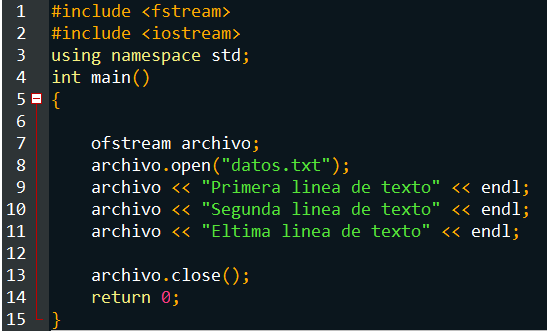 1 #include <fstream>
2 #include <iostream>
3 using namespace std;
4 int main()
5 {
6
7 ofstream archivo;
8 archivo.open("datos.txt");
9 archivo << "Primera linea de texto" << endl;
10 archivo << "Segunda linea de texto" << endl;
11 archivo << "Eltima linea de texto" << endl;
12
13 archivo.close();
14 return 0;
15 }